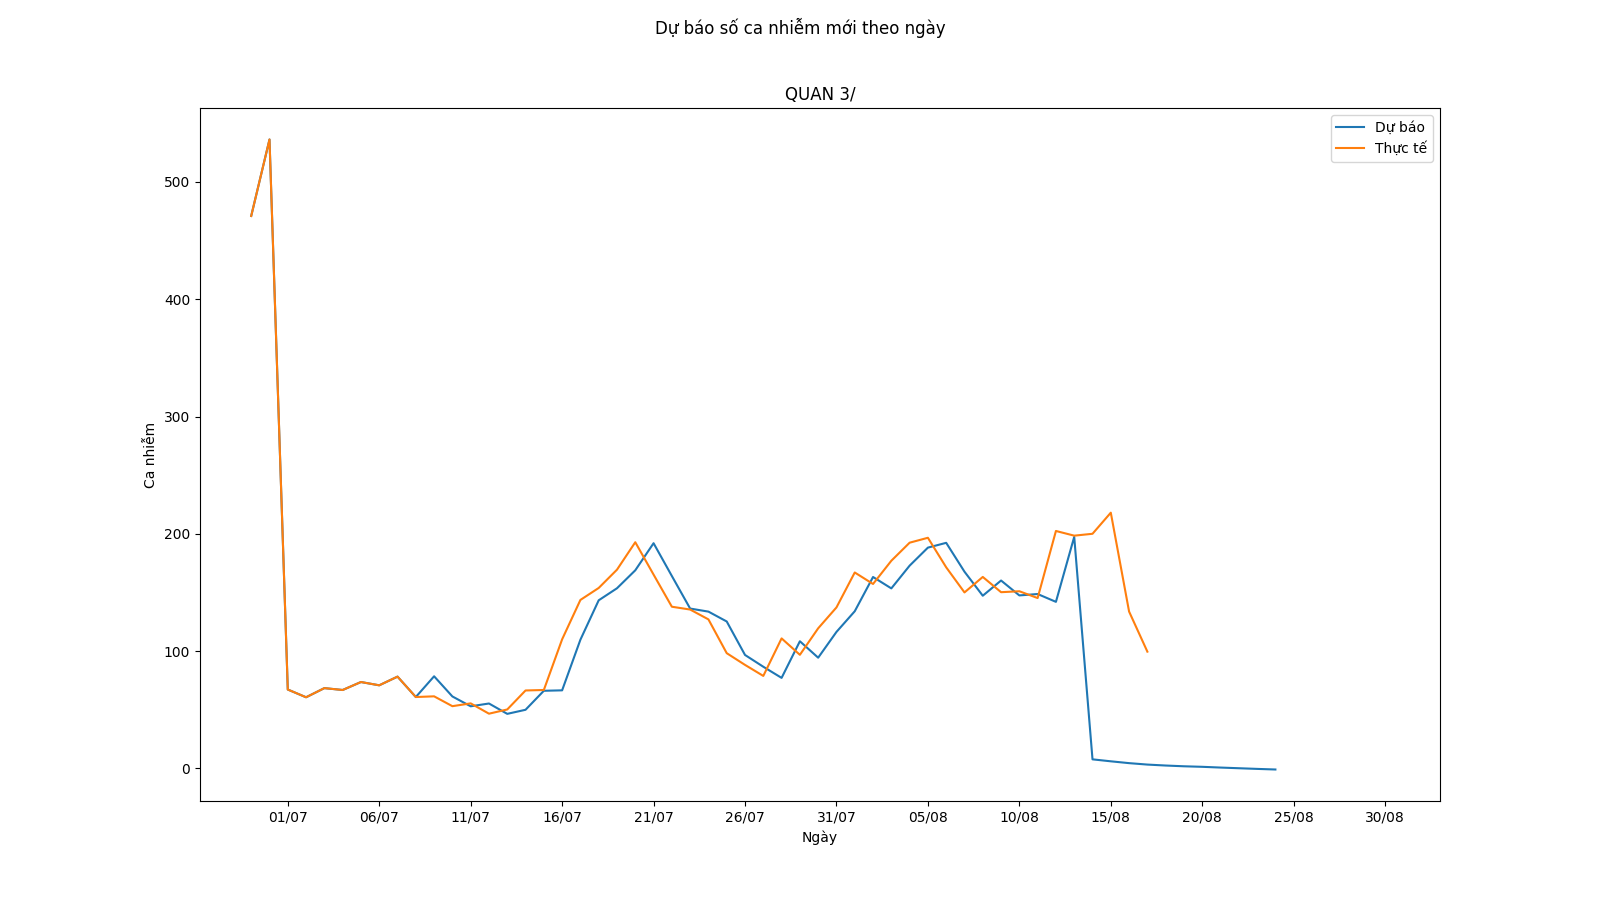 Dự báo số ca nhiễm mới theo ngày
QUAN 3/
Dự báo
Thực tế
500
400
300
200
100
0
Ca nhiễm
01/07 06/07 11/07 16/07 21/07 26/07 31/07 05/08 10/08 15/08 20/08 25/08 30/08
Ngày